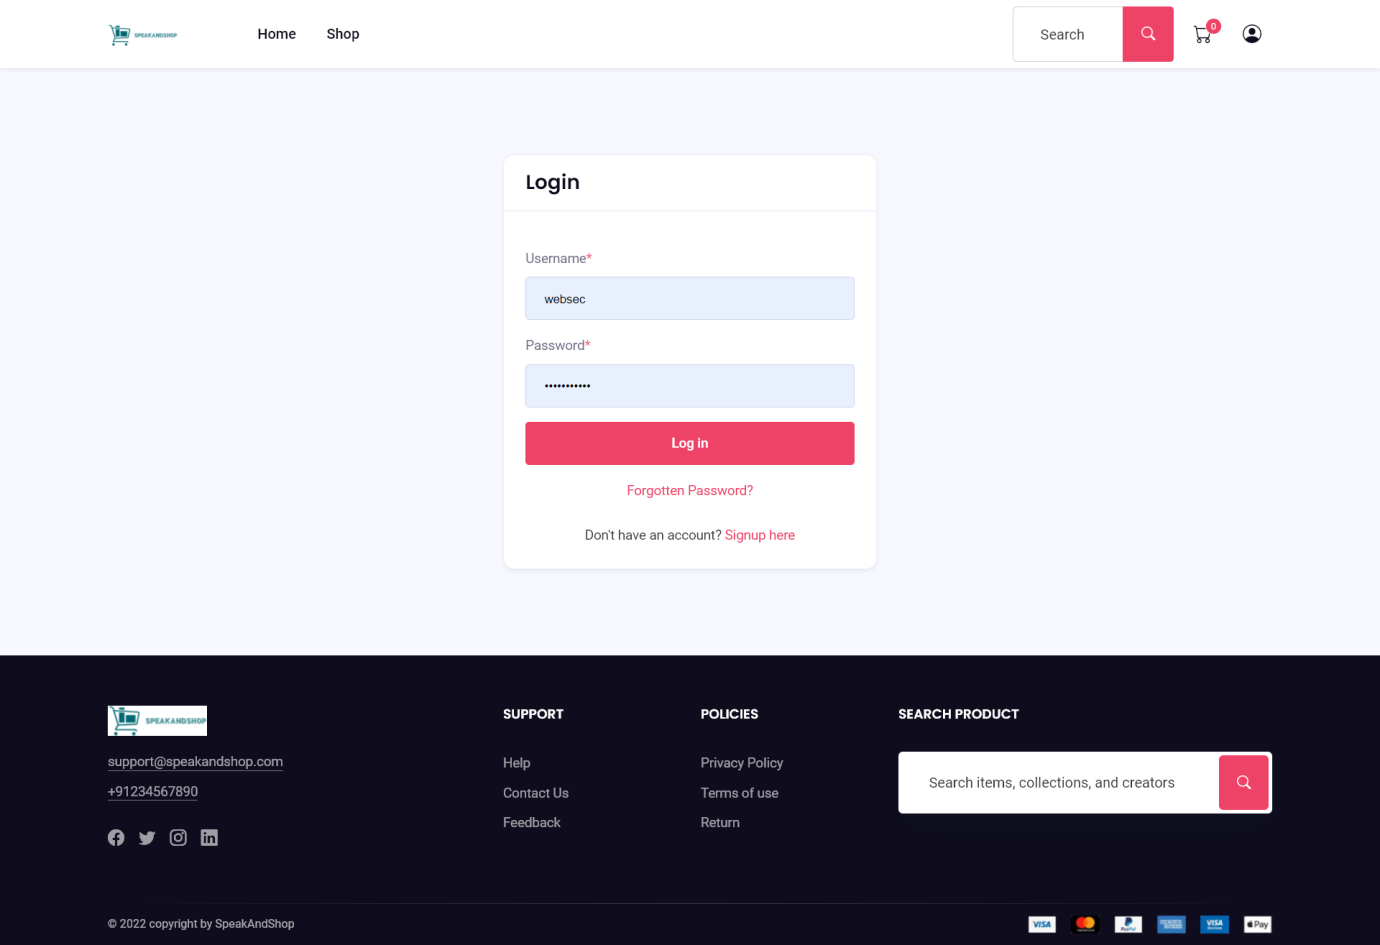 SPEAKANDSHOP
Home
Shop
Search
0
Login
Username*
websec
Password*
•••••••••••
Log in
Forgotten Password?
Don't have an account? Signup here
SPEAKANDSHOP
support@speakandshop.com
+91234567890
SUPPORT
Help
Contact Us
Feedback
POLICIES
Privacy Policy
Terms of use
Return
SEARCH PRODUCT
Search items, collections, and creators
© 2022 copyright by SpeakAndShop
VISA
PayPal
VISA
Pay